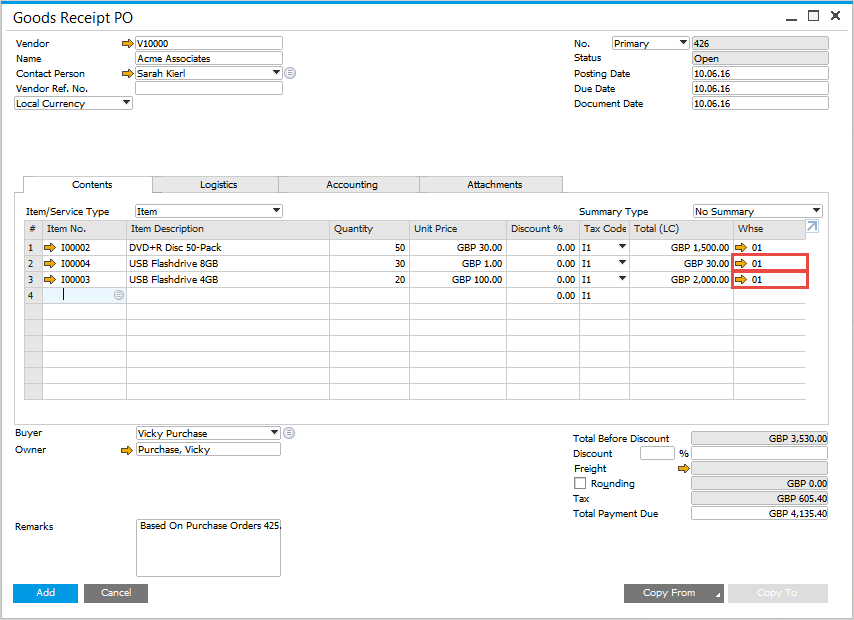 Goods Receipt PO
Vendor V10000
Name Acme Associates
Contact Person Sarah Kierl
Vendor Ref. No.
Local Currency
No. Primary 426
Status Open
Posting Date 10.06.16
Due Date 10.06.16
Document Date 10.06.16
Contents Logistics Accounting Attachments
Item/Service Type Item Summary Type No Summary
# Item No. Item Description Quantity Unit Price Discount % Tax Code Total (LC) Whse
1 I00002 DVD+R Disc 50-Pack 50 GBP 30.00 0.00 I1 GBP 1,500.00 01
2 I00004 USB Flashdrive 8GB 30 GBP 1.00 0.00 I1 GBP 30.00 01
3 I00003 USB Flashdrive 4GB 20 GBP 100.00 0.00 I1 GBP 2,000.00 01
4 0.00 I1
Buyer Vicky Purchase
Owner Purchase, Vicky
Total Before Discount GBP 3,530.00
Discount %
Freight
Rounding GBP 0.00
Tax GBP 605.40
Total Payment Due GBP 4,135.40
Remarks Based On Purchase Orders 425.
Add Cancel Copy From Copy To